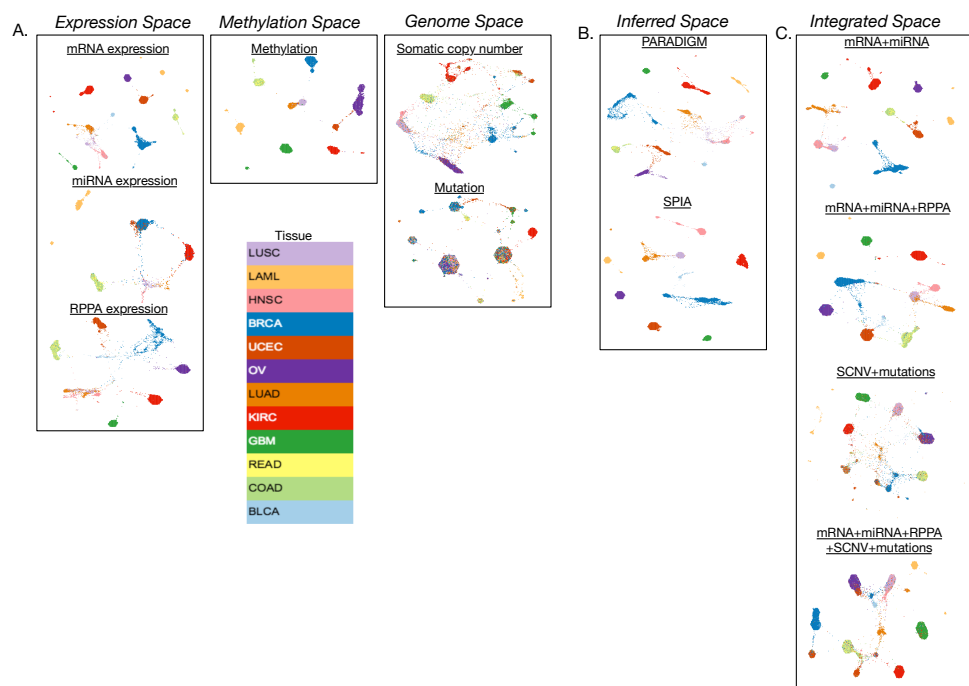 A.
Expression Space
mRNA expression
miRNA expression
RPPA expression
Methylation Space
Methylation
Genome Space
Somatic copy number
Mutation
Tissue
LUSC
LAML
HNSC
BRCA
UCEC
OV
LUAD
KIRC
GBM
READ
COAD
BLCA
B.
Inferred Space
PARADIGM
SPIA
C.
Integrated Space
mRNA+miRNA
mRNA+miRNA+RPPA
SCNV+mutations
mRNA+miRNA+RPPA
+SCNV+mutations